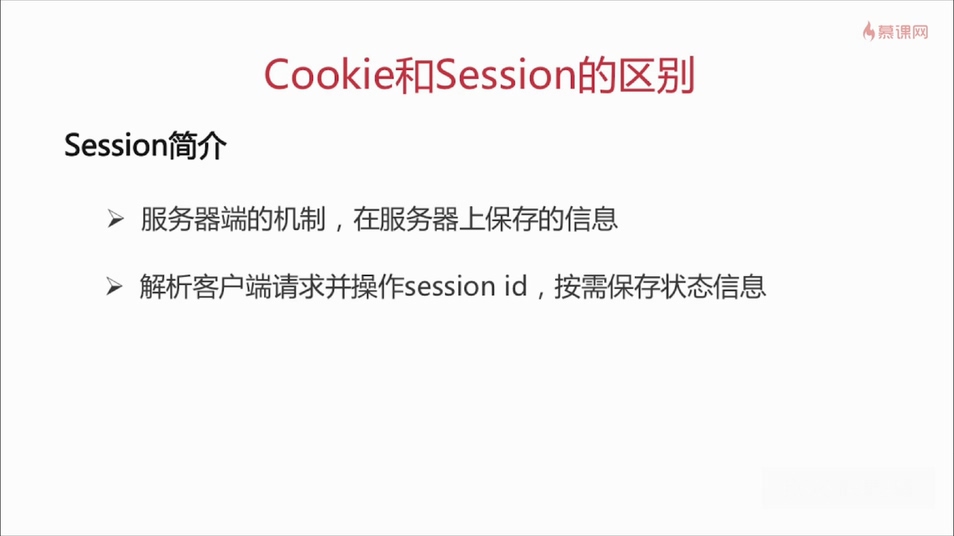 慕课网
Cookie和Session的区别
Session简介
➢ 服务器端的机制，在服务器上保存的信息
➢ 解析客户端请求并操作session id，按需保存状态信息